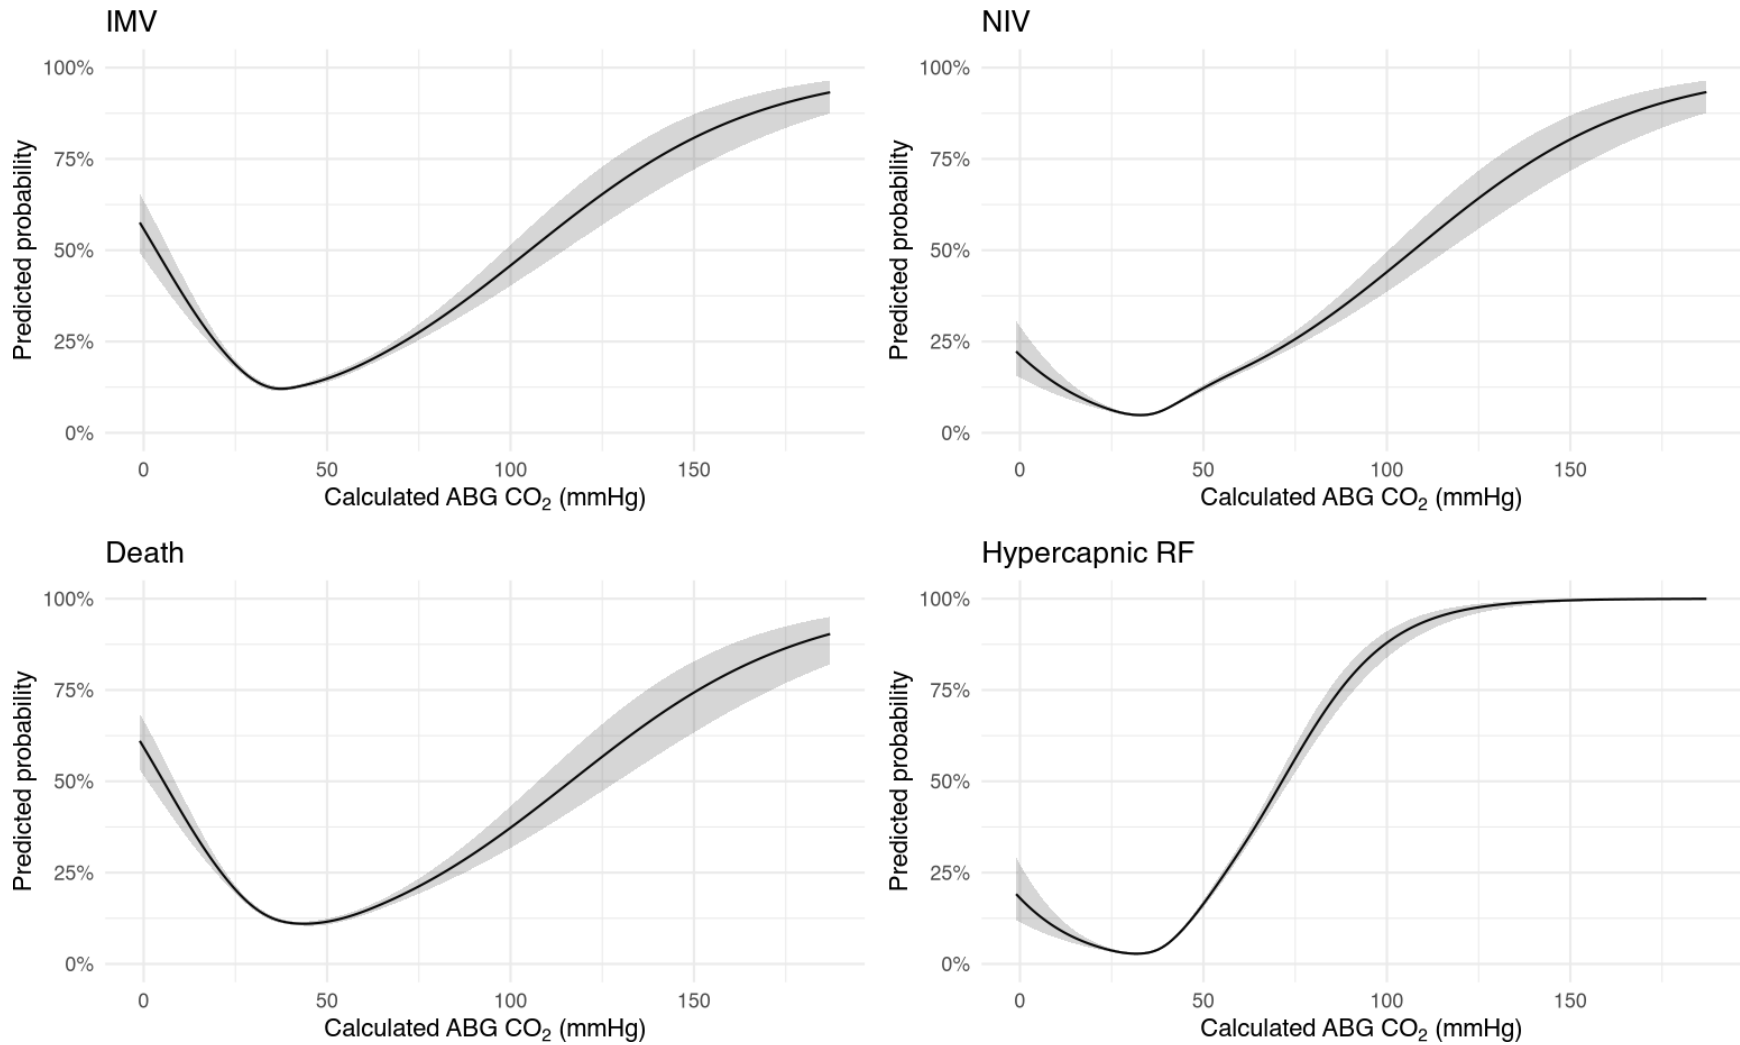 IMV
100%
75%
50%
25%
0%
Predicted probability
0 50 100 150
Calculated ABG CO₂ (mmHg)
NIV
100%
75%
50%
25%
0%
Predicted probability
0 50 100 150
Calculated ABG CO₂ (mmHg)
Death
100%
75%
50%
25%
0%
Predicted probability
0 50 100 150
Calculated ABG CO₂ (mmHg)
Hypercapnic RF
100%
75%
50%
25%
0%
Predicted probability
0 50 100 150
Calculated ABG CO₂ (mmHg)